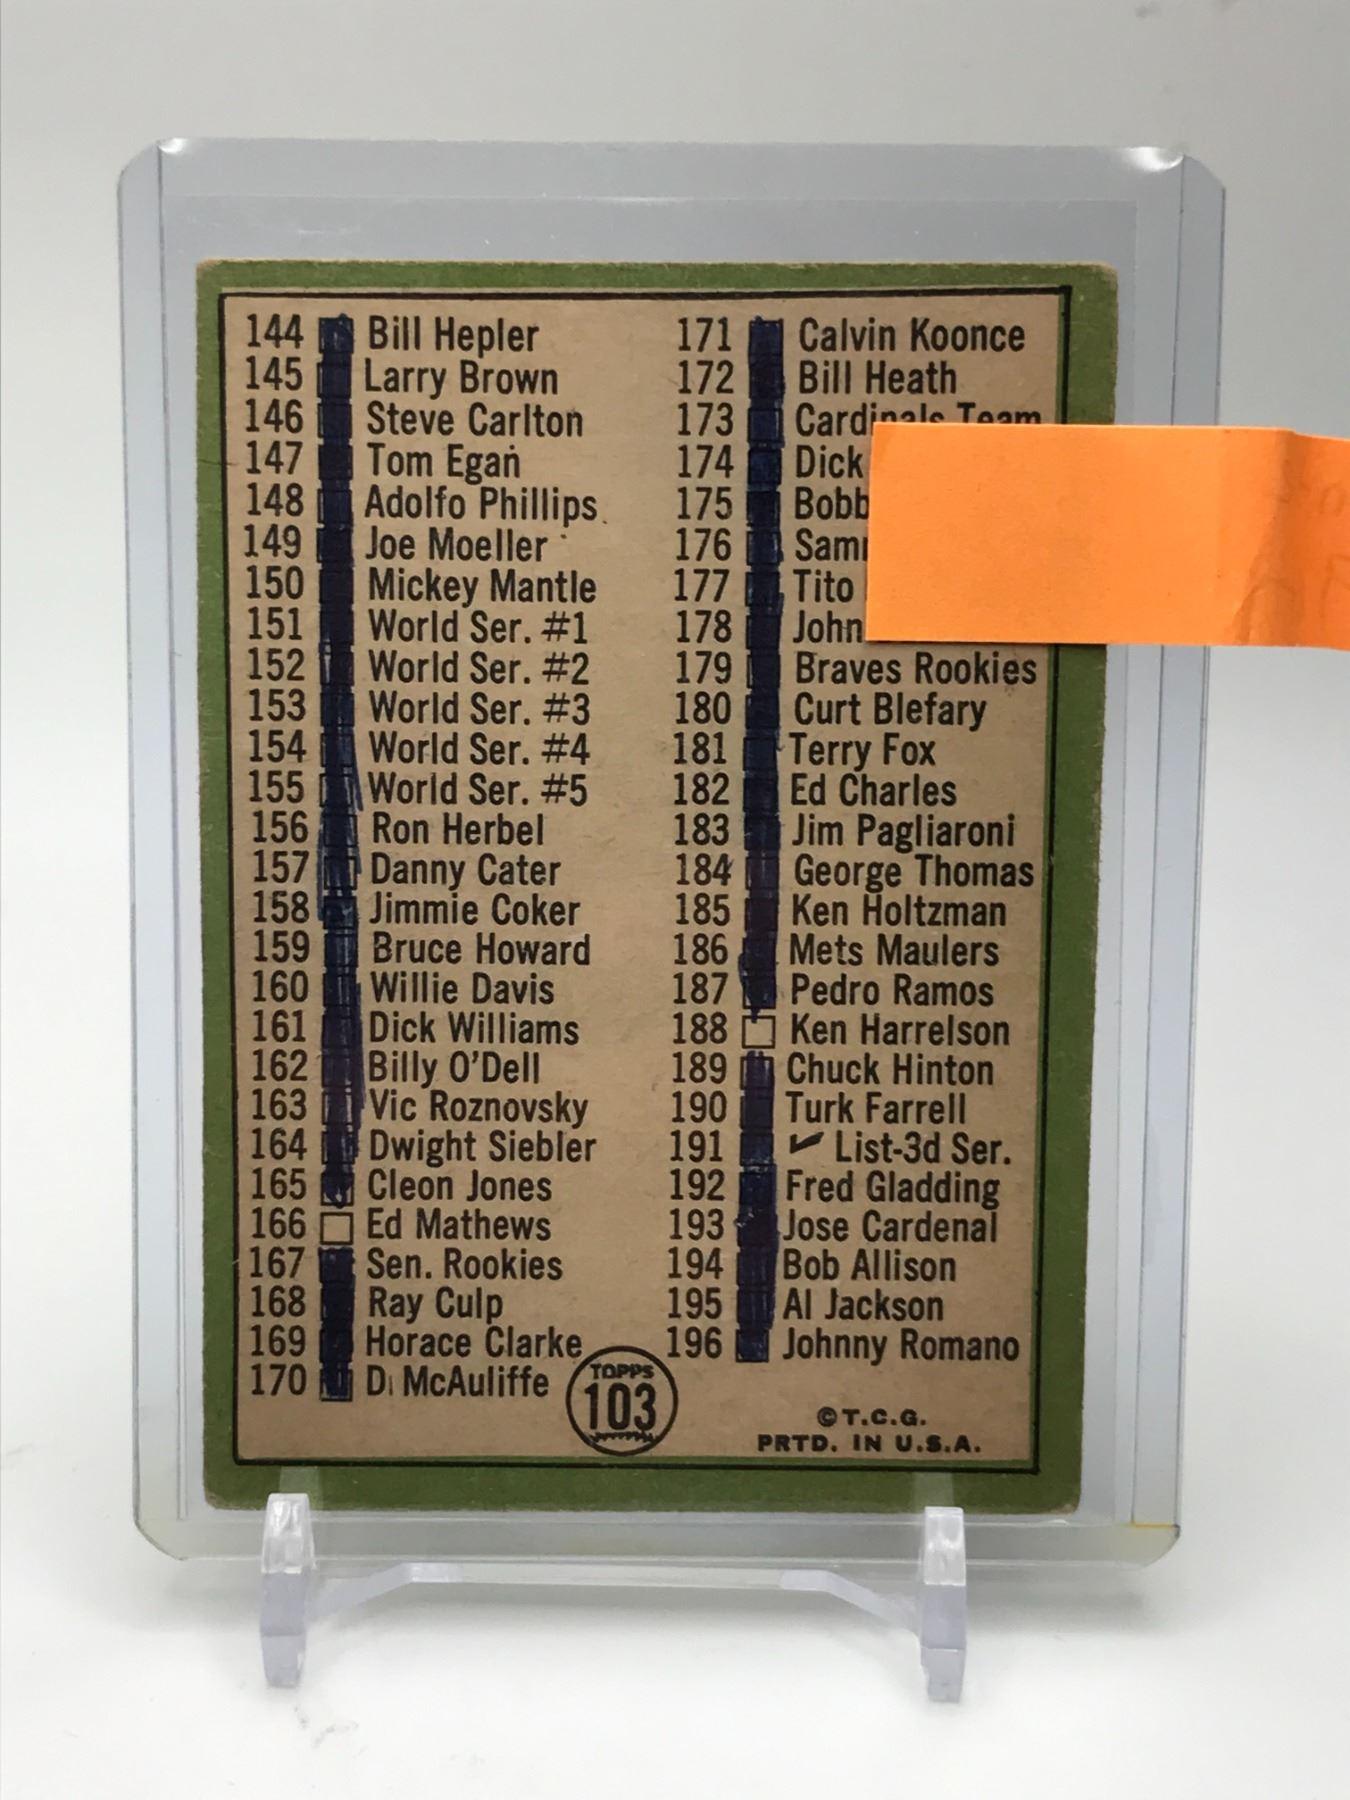 144 Bill Hepler
145 Larry Brown
146 Steve Carlton
147 Tom Egan
148 Adolfo Phillips
149 Joe Moeller
150 Mickey Mantle
151 World Ser. #1
152 World Ser. #2
153 World Ser. #3
154 World Ser. #4
155 World Ser. #5
156 Ron Herbel
157 Danny Cater
158 Jimmie Coker
159 Bruce Howard
160 Willie Davis
161 Dick Williams
162 Billy O'Dell
163 Vic Roznovsky
164 Dwight Siebler
165 Cleon Jones
166 Ed Mathews
167 Sen. Rookies
168 Ray Culp
169 Horace Clarke
170 D. McAuliffe
171 Calvin Koonce
172 Bill Heath
173 Cardinals Team
174 Dick
175
176
177 Tito
178 John
179 Braves Rookies
180 Curt Blefary
181 Terry Fox
182 Ed Charles
183 Jim Pagliaroni
184 George Thomas
185 Ken Holtzman
186 Mets Maulers
187 Pedro Ramos
188 Ken Harrelson
189 Chuck Hinton
190 Turk Farrell
191 ✔ List-3d Ser.
192 Fred Gladding
193 Jose Cardenal
194 Bob Allison
195 Al Jackson
196 Johnny Romano
TOPPS
103
©T.C.G.
PRTD. IN U.S.A.